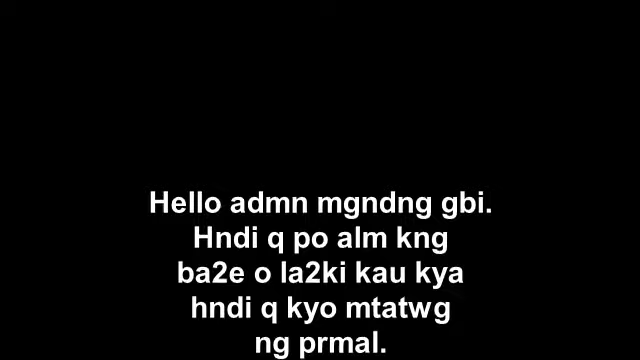 Hello admn mgndng gbi.
Hndi q po alm kng
ba2e o la2ki kau kya
hndi q kyo mtatwg
ng prmal.